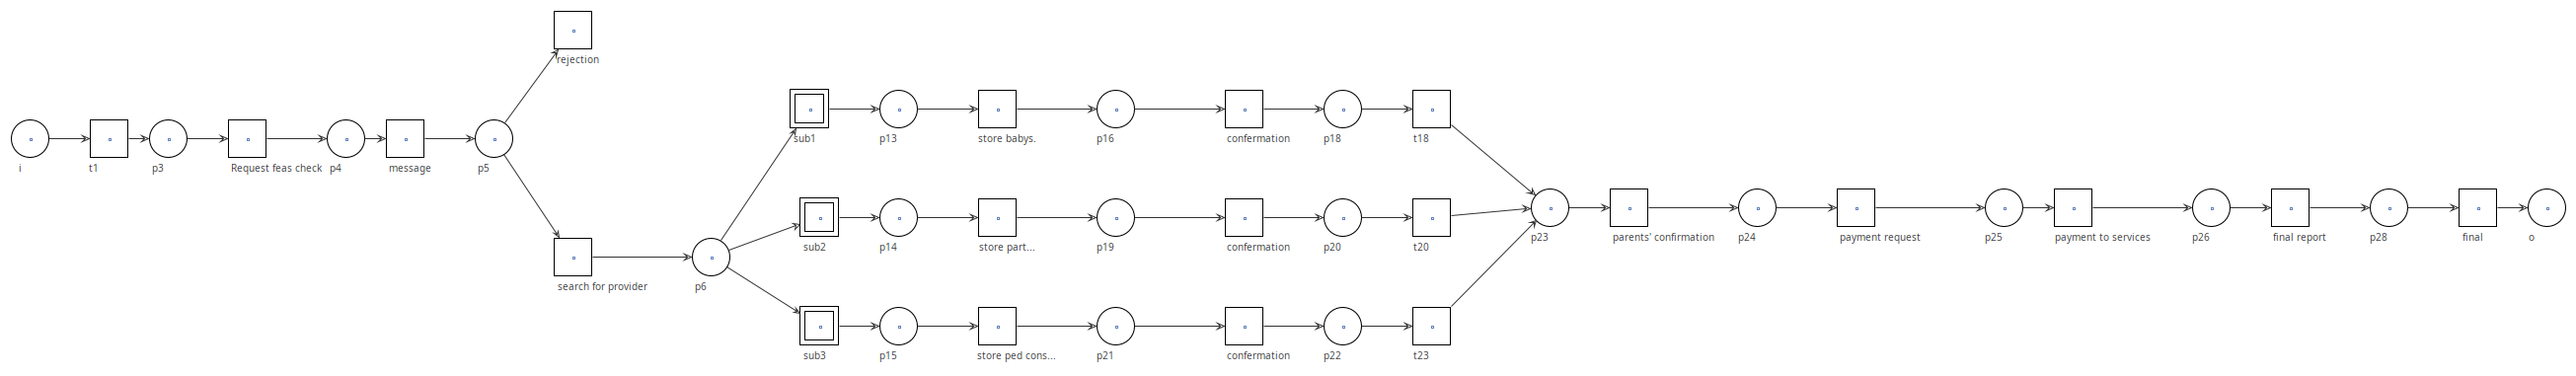 rejection
i
t1
p3
Request feas check
p4
message
p5
search for provider
p6
sub1
p13
store babys.
p16
confermation
p18
t18
sub2
p14
store part...
p19
confermation
p20
t20
sub3
p15
store ped cons...
p21
confermation
p22
t23
p23
parents' confirmation
p24
payment request
p25
payment to services
p26
final report
p28
final
o